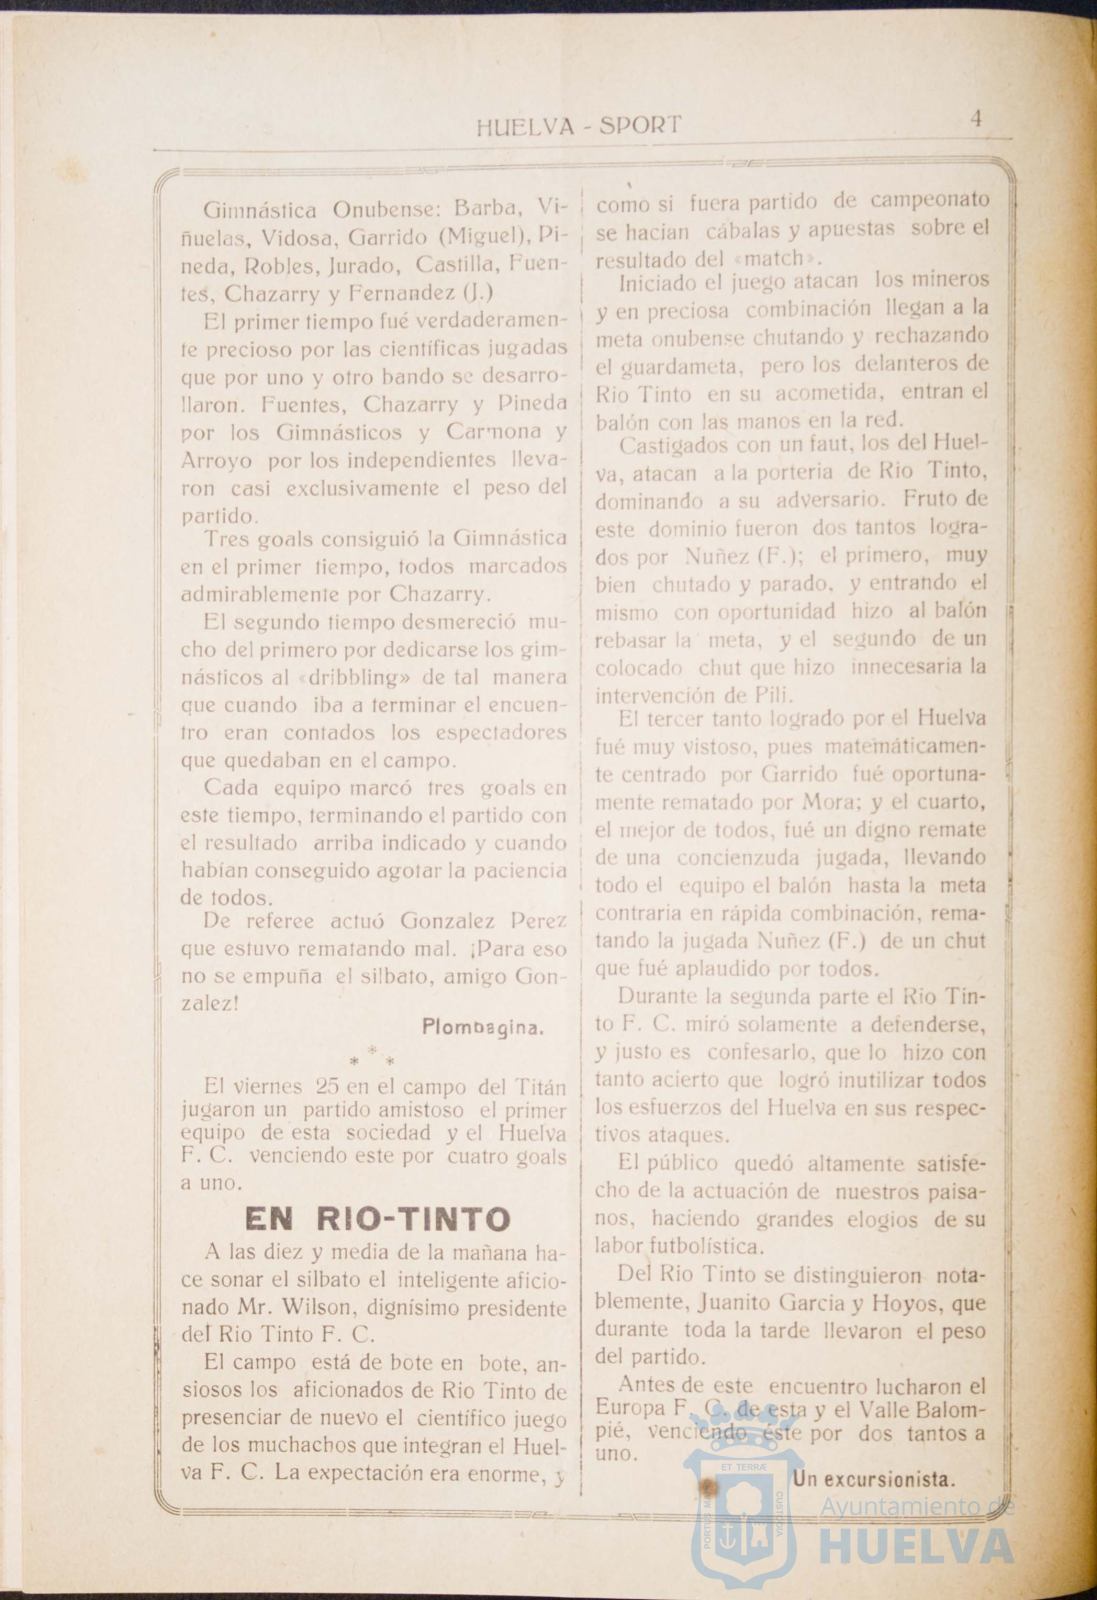 HUELVA - SPORT
4
Gimnástica Onubense: Barba, Vi-
ñuelas, Vidosa, Garrido (Miguel), Pi-
neda, Robles, Jurado, Castilla, Fuen-
tes, Chazarry y Fernandez (J.)
El primer tiempo fué verdaderamen-
te precioso por las científicas jugadas
que por uno y otro bando se desarro-
llaron. Fuentes, Chazarry y Pineda
por los Gimnásticos y Carmona y
Arroyo por los independientes lleva-
ron casi exclusivamente el peso del
partido.
Tres goals consiguió la Gimnástica
en el primer tiempo, todos marcados
admirablemente por Chazarry.
El segundo tiempo desmereció mu-
cho del primero por dedicarse los gim-
násticos al «dribbling» de tal manera
que cuando iba a terminar el encuen-
tro eran contados los espectadores
que quedaban en el campo.
Cada equipo marcó tres goals en
este tiempo, terminando el partido con
el resultado arriba indicado y cuando
habían conseguido agotar la paciencia
de todos.
De referee actuó Gonzalez Perez
que estuvo rematando mal. ¡Para eso
no se empuña el silbato, amigo Gon-
zalez!
Plombagina.
* * *
El viernes 25 en el campo del Titán
jugaron un partido amistoso el primer
equipo de esta sociedad y el Huelva
F. C. venciendo este por cuatro goals
a uno.
EN RIO-TINTO
A las diez y media de la mañana ha-
ce sonar el silbato el inteligente aficio-
nado Mr. Wilson, dignísimo presidente
del Rio Tinto F. C.
El campo está de bote en bote, an-
siosos los aficionados de Rio Tinto de
presenciar de nuevo el científico juego
de los muchachos que integran el Huel-
va F. C. La expectación era enorme, y
como si fuera partido de campeonato
se hacian cábalas y apuestas sobre el
resultado del «match».
Iniciado el juego atacan los mineros
y en preciosa combinación llegan a la
meta onubense chutando y rechazando
el guardameta, pero los delanteros de
Rio Tinto en su acometida, entran el
balón con las manos en la red.
Castigados con un faut, los del Huel-
va, atacan a la porteria de Rio Tinto,
dominando a su adversario. Fruto de
este dominio fueron dos tantos logra-
dos por Nuñez (F.); el primero, muy
bien chutado y parado, y entrando el
mismo con oportunidad hizo al balón
rebasar la meta, y el segundo de un
colocado chut que hizo innecesaria la
intervención de Pili.
El tercer tanto logrado por el Huelva
fué muy vistoso, pues matemáticamen-
te centrado por Garrido fué oportuna-
mente rematado por Mora; y el cuarto,
el mejor de todos, fué un digno remate
de una concienzuda jugada, llevando
todo el equipo el balón hasta la meta
contraria en rápida combinación, rema-
tando la jugada Nuñez (F.) de un chut
que fué aplaudido por todos.
Durante la segunda parte el Rio Tin-
to F. C. miró solamente a defenderse,
y justo es confesarlo, que lo hizo con
tanto acierto que logró inutilizar todos
los esfuerzos del Huelva en sus respec-
tivos ataques.
El público quedó altamente satisfe-
cho de la actuación de nuestros paisa-
nos, haciendo grandes elogios de su
labor futbolística.
Del Rio Tinto se distinguieron nota-
blemente, Juanito Garcia y Hoyos, que
durante toda la tarde llevaron el peso
del partido.
Antes de este encuentro lucharon el
Europa F. C. de esta y el Valle Balom-
pié, venciendo éste por dos tantos a
uno.
Un excursionista.
ET TERRÆ
PORTUS MA
CUSTODIA
Ayuntamiento de
HUELVA